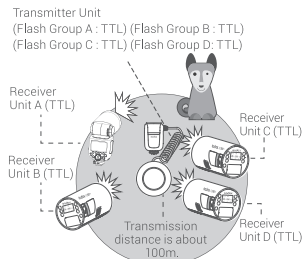 Transmitter Unit
(Flash Group A : TTL) (Flash Group B : TTL)
(Flash Group C : TTL) (Flash Group D: TTL)
Receiver
Unit A (TTL)
Receiver
Unit B (TTL)
Receiver
Unit C (TTL)
Receiver
Unit D (TTL)
Transmission
distance is about
100m.